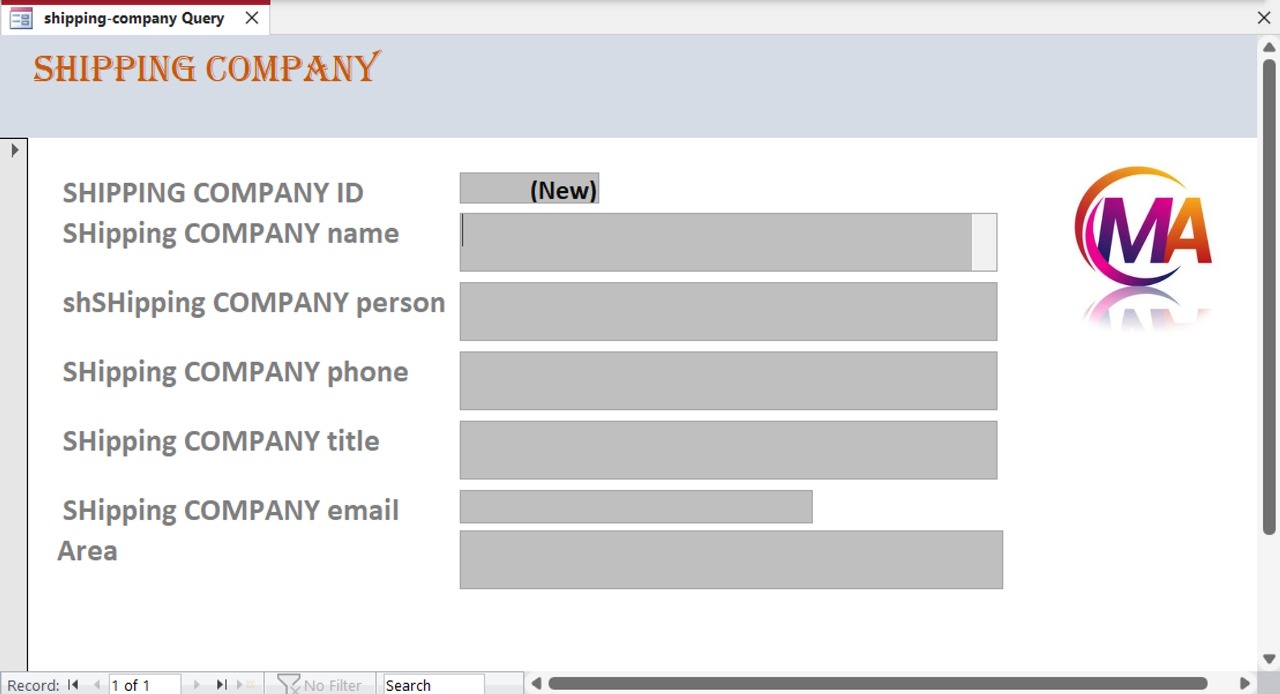 shipping-company Query
SHIPPING COMPANY
SHIPPING COMPANY ID (New)
SHipping COMPANY name
shSHipping COMPANY person
SHipping COMPANY phone
SHipping COMPANY title
SHipping COMPANY email
Area
MA
Record: 1 of 1 No Filter Search